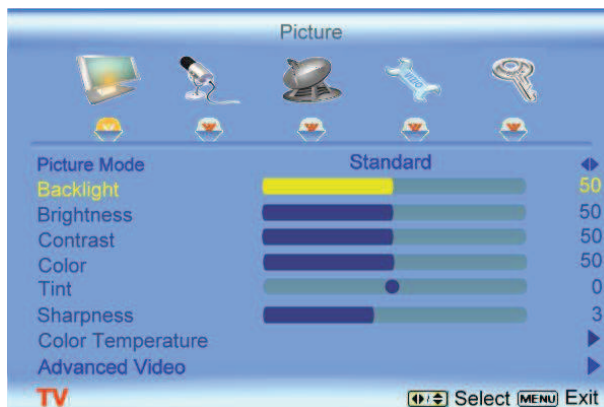 Picture
VIZIO
Picture Mode Standard
Backlight 50
Brightness 50
Contrast 50
Color 50
Tint 0
Sharpness 3
Color Temperature
Advanced Video
TV Select MENU Exit